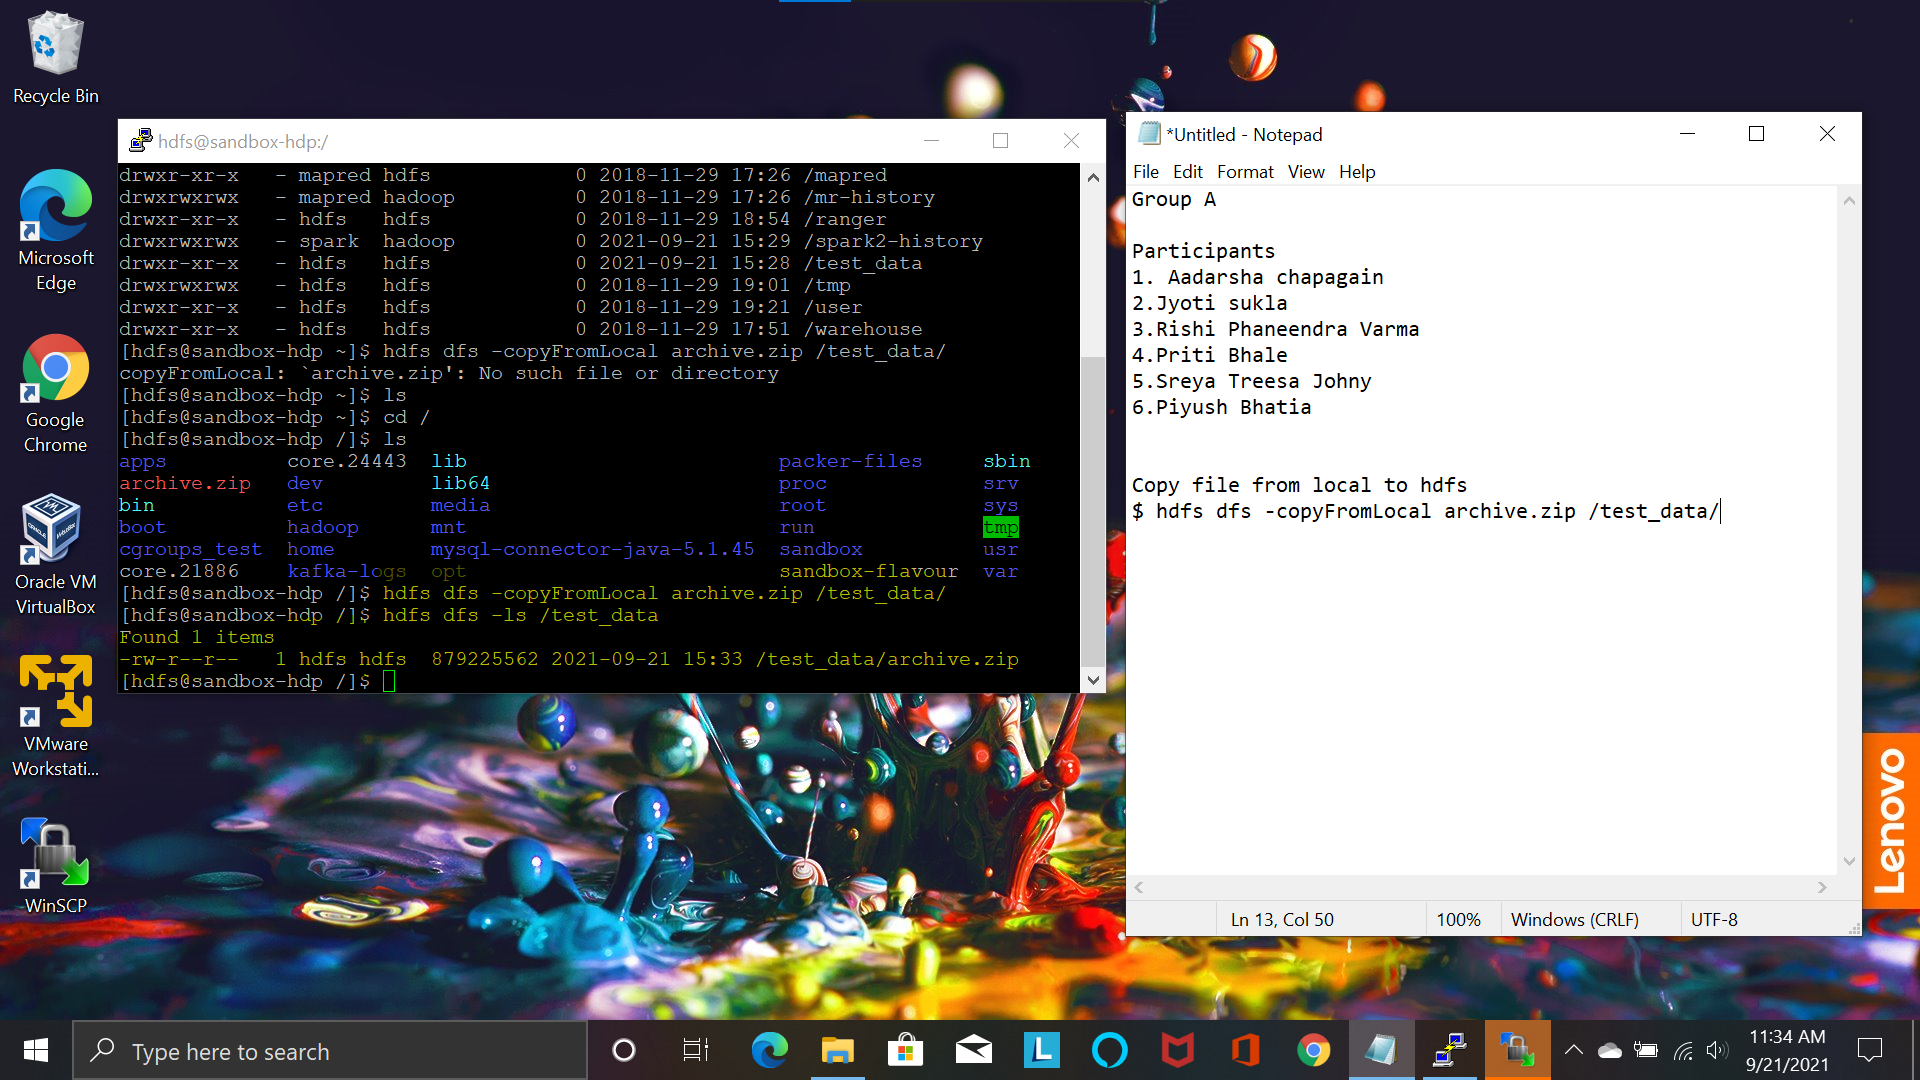 Recycle Bin
Microsoft
Edge
Google
Chrome
Oracle VM
VirtualBox
VMware
Workstati...
WinSCP
hdfs@sandbox-hdp:/
drwxr-xr-x   - mapred hdfs            0 2018-11-29 17:26 /mapred
drwxrwxrwx   - mapred hadoop          0 2018-11-29 17:26 /mr-history
drwxr-xr-x   - hdfs   hdfs            0 2018-11-29 18:54 /ranger
drwxrwxrwx   - spark  hadoop          0 2021-09-21 15:29 /spark2-history
drwxr-xr-x   - hdfs   hdfs            0 2021-09-21 15:28 /test_data
drwxrwxrwx   - hdfs   hdfs            0 2018-11-29 19:01 /tmp
drwxr-xr-x   - hdfs   hdfs            0 2018-11-29 19:21 /user
drwxr-xr-x   - hdfs   hdfs            0 2018-11-29 17:51 /warehouse
[hdfs@sandbox-hdp ~]$ hdfs dfs -copyFromLocal archive.zip /test_data/
copyFromLocal: `archive.zip': No such file or directory
[hdfs@sandbox-hdp ~]$ ls
[hdfs@sandbox-hdp ~]$ cd /
[hdfs@sandbox-hdp /]$ ls
apps          core.24443  lib                          packer-files     sbin
archive.zip   dev         lib64                        proc             srv
bin           etc         media                        root             sys
boot          hadoop      mnt                          run              tmp
cgroups_test  home        mysql-connector-java-5.1.45  sandbox          usr
core.21886    kafka-logs  opt                          sandbox-flavour  var
[hdfs@sandbox-hdp /]$ hdfs dfs -copyFromLocal archive.zip /test_data/
[hdfs@sandbox-hdp /]$ hdfs dfs -ls /test_data
Found 1 items
-rw-r--r--   1 hdfs hdfs  879225562 2021-09-21 15:33 /test_data/archive.zip
[hdfs@sandbox-hdp /]$
*Untitled - Notepad
File Edit Format View Help
Group A
Participants
1. Aadarsha chapagain
2.Jyoti sukla
3.Rishi Phaneendra Varma
4.Priti Bhale
5.Sreya Treesa Johny
6.Piyush Bhatia
Copy file from local to hdfs
$ hdfs dfs -copyFromLocal archive.zip /test_data/
Ln 13, Col 50 100% Windows (CRLF) UTF-8
Lenovo
Type here to search
L
11:34 AM
9/21/2021